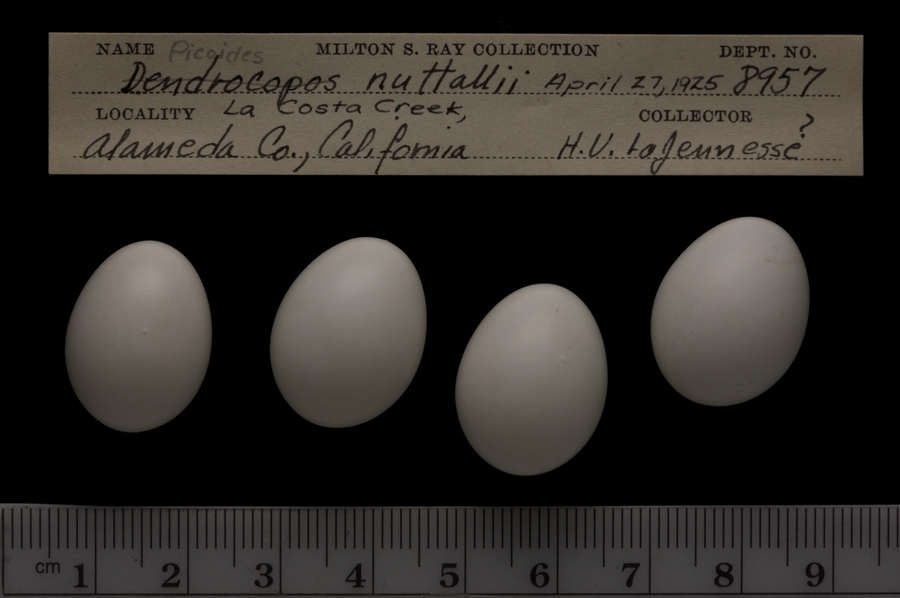 NAME Picoides MILTON S. RAY COLLECTION DEPT. NO.
Dendrocopos nuttallii April 27, 1925 8957
LOCALITY La Costa Creek, COLLECTOR ?
Alameda Co., California H.V. LaJeunesse
cm 1 2 3 4 5 6 7 8 9